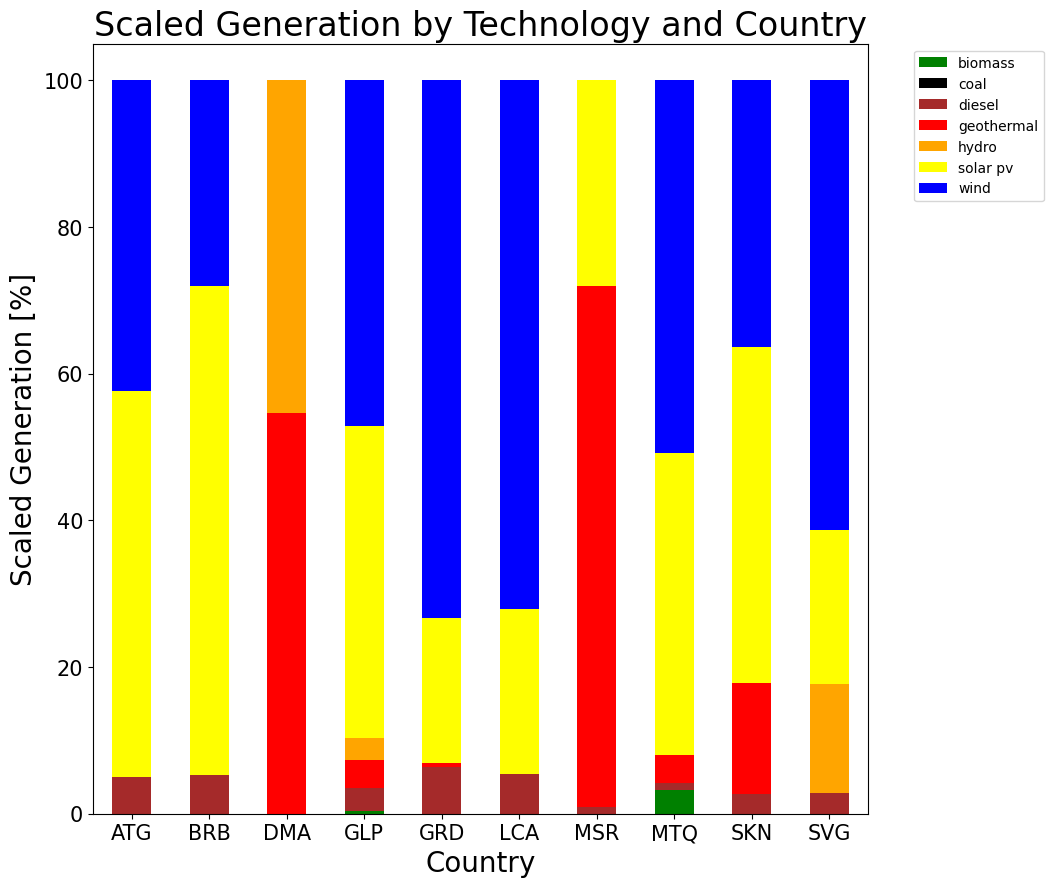 Scaled Generation by Technology and Country
Scaled Generation [%]
100
80
60
40
20
0
ATG BRB DMA GLP GRD LCA MSR MTQ SKN SVG
Country
biomass
coal
diesel
geothermal
hydro
solar pv
wind